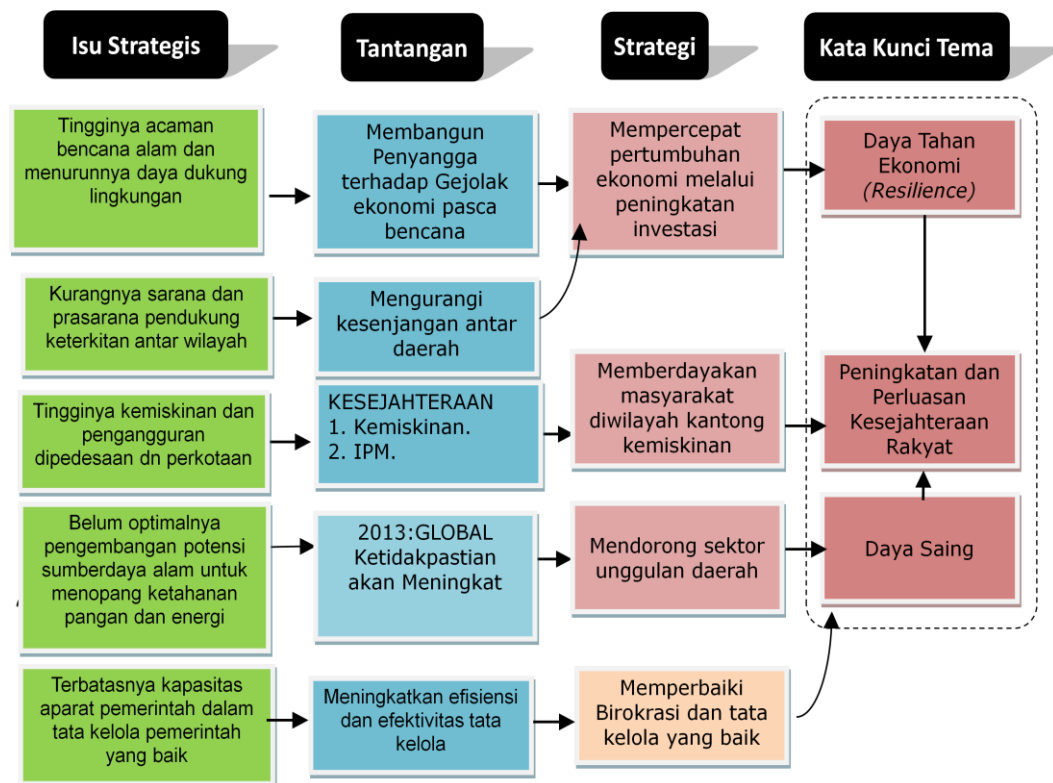 Isu Strategis
Tantangan
Strategi
Kata Kunci Tema
Tingginya acaman
bencana alam dan
menurunnya daya dukung
lingkungan
Membangun
Penyangga
terhadap Gejolak
ekonomi pasca
bencana
Mempercepat
pertumbuhan
ekonomi melalui
peningkatan
investasi
Daya Tahan
Ekonomi
(Resilience)
Kurangnya sarana dan
prasarana pendukung
keterkitan antar wilayah
Mengurangi
kesenjangan antar
daerah
Tingginya kemiskinan dan
pengangguran
dipedesaan dn perkotaan
KESEJAHTERAAN
1. Kemiskinan.
2. IPM.
Memberdayakan
masyarakat
diwilayah kantong
kemiskinan
Peningkatan dan
Perluasan
Kesejahteraan
Rakyat
Belum optimalnya
pengembangan potensi
sumberdaya alam untuk
menopang ketahanan
pangan dan energi
2013:GLOBAL
Ketidakpastian
akan Meningkat
Mendorong sektor
unggulan daerah
Daya Saing
Terbatasnya kapasitas
aparat pemerintah dalam
tata kelola pemerintah
yang baik
Meningkatkan efisiensi
dan efektivitas tata
kelola
Memperbaiki
Birokrasi dan tata
kelola yang baik